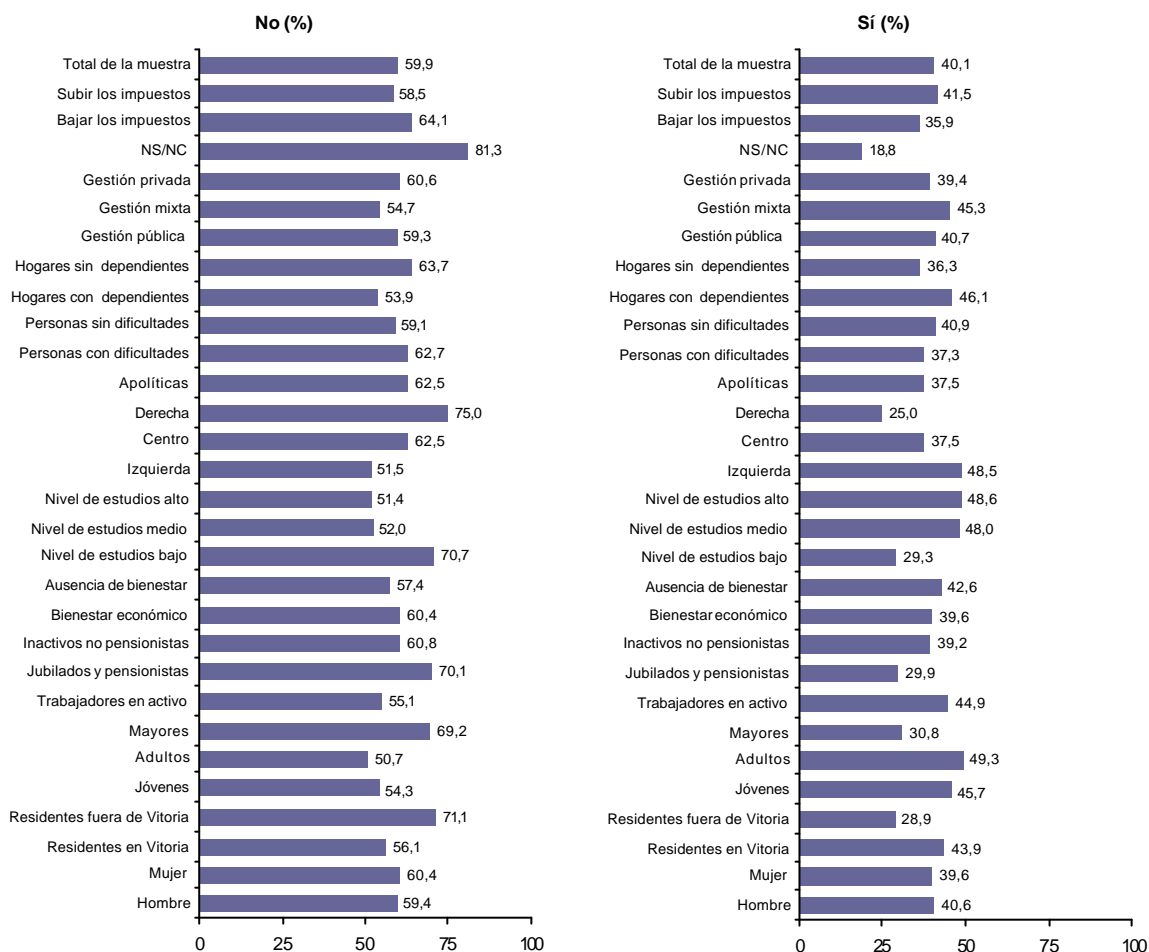 No (%)
Total de la muestra 59,9
Subir los impuestos 58,5
Bajar los impuestos 64,1
NS/NC 81,3
Gestión privada 60,6
Gestión mixta 54,7
Gestión pública 59,3
Hogares sin dependientes 63,7
Hogares con dependientes 53,9
Personas sin dificultades 59,1
Personas con dificultades 62,7
Apolíticas 62,5
Derecha 75,0
Centro 62,5
Izquierda 51,5
Nivel de estudios alto 51,4
Nivel de estudios medio 52,0
Nivel de estudios bajo 70,7
Ausencia de bienestar 57,4
Bienestar económico 60,4
Inactivos no pensionistas 60,8
Jubilados y pensionistas 70,1
Trabajadores en activo 55,1
Mayores 69,2
Adultos 50,7
Jóvenes 54,3
Residentes fuera de Vitoria 71,1
Residentes en Vitoria 56,1
Mujer 60,4
Hombre 59,4
0 25 50 75 100
Sí (%)
Total de la muestra 40,1
Subir los impuestos 41,5
Bajar los impuestos 35,9
NS/NC 18,8
Gestión privada 39,4
Gestión mixta 45,3
Gestión pública 40,7
Hogares sin dependientes 36,3
Hogares con dependientes 46,1
Personas sin dificultades 40,9
Personas con dificultades 37,3
Apolíticas 37,5
Derecha 25,0
Centro 37,5
Izquierda 48,5
Nivel de estudios alto 48,6
Nivel de estudios medio 48,0
Nivel de estudios bajo 29,3
Ausencia de bienestar 42,6
Bienestar económico 39,6
Inactivos no pensionistas 39,2
Jubilados y pensionistas 29,9
Trabajadores en activo 44,9
Mayores 30,8
Adultos 49,3
Jóvenes 45,7
Residentes fuera de Vitoria 28,9
Residentes en Vitoria 43,9
Mujer 39,6
Hombre 40,6
0 25 50 75 100